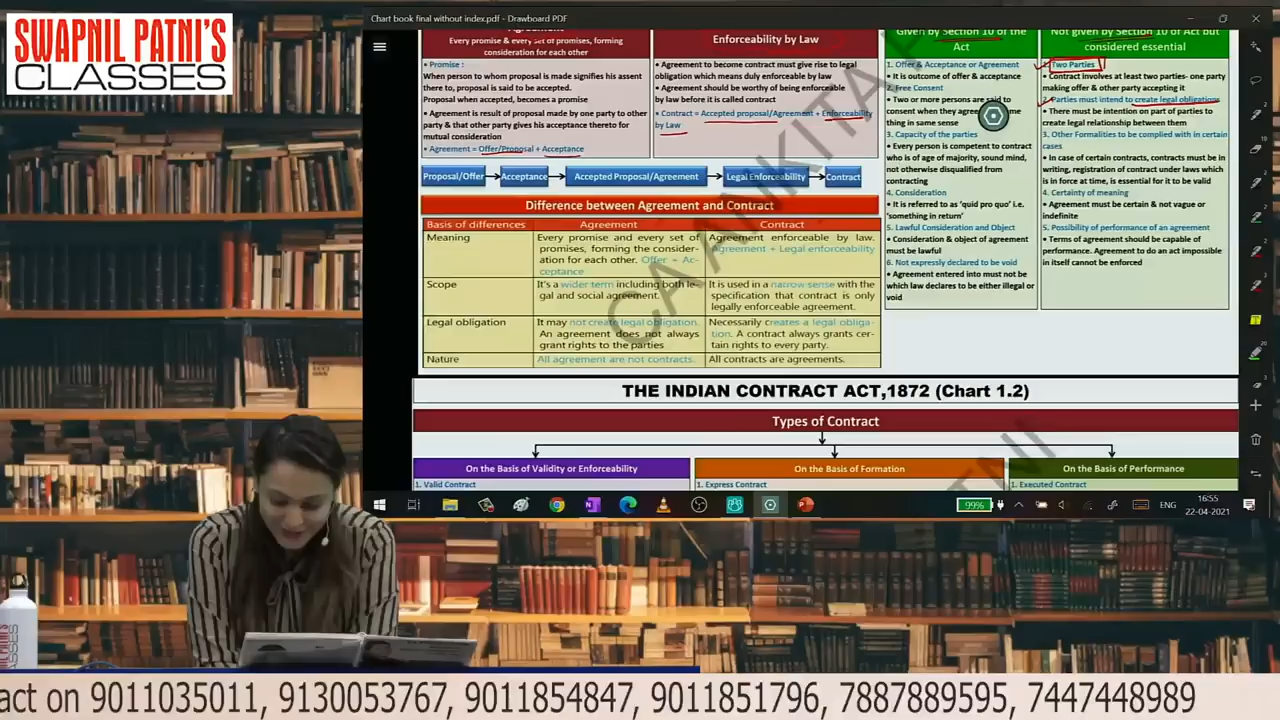 SWAPNIL PATNI'S
CLASSES
Chart book final without index.pdf - Drawboard PDF
Agreement
Every promise & every set of promises, forming
consideration for each other
• Promise :
When person to whom proposal is made signifies his assent
there to, proposal is said to be accepted.
Proposal when accepted, becomes a promise
• Agreement is result of proposal made by one party to other
party & that other party gives his acceptance thereto for
mutual consideration
• Agreement = Offer/Proposal + Acceptance
Enforceability by Law
• Agreement to become contract must give rise to legal
obligation which means duly enforceable by law
• Agreement should be worthy of being enforceable
by law before it is called contract
• Contract = Accepted proposal/Agreement + Enforceability
by Law
Given by Section 10 of the
Act
1. Offer & Acceptance or Agreement
• It is outcome of offer & acceptance
2. Free Consent
• Two or more persons are said to
consent when they agree upon same
thing in same sense
3. Capacity of the parties
• Every person is competent to contract
who is of age of majority, sound mind,
not otherwise disqualified from
contracting
4. Consideration
• It is referred to as 'quid pro quo' i.e.
'something in return'
5. Lawful Consideration and Object
• Consideration & object of agreement
must be lawful
6. Not expressly declared to be void
• Agreement entered into must not be
which law declares to be either illegal or
void
Not given by Section 10 of Act but
considered essential
1. Two Parties
• Contract involves at least two parties- one party
making offer & other party accepting it
2. Parties must intend to create legal obligations
• There must be intention on part of parties to
create legal relationship between them
3. Other Formalities to be complied with in certain
cases
• In case of certain contracts, contracts must be in
writing, registration of contract under laws which
is in force at time, is essential for it to be valid
4. Certainty of meaning
• Agreement must be certain & not vague or
indefinite
5. Possibility of performance of an agreement
• Terms of agreement should be capable of
performance. Agreement to do an act impossible
in itself cannot be enforced
Proposal/Offer Acceptance Accepted Proposal/Agreement Legal Enforceability Contract
Difference between Agreement and Contract
Basis of differences Agreement Contract
Meaning
Every promise and every set of
promises, forming the consider-
ation for each other. Offer + Ac-
ceptance
Agreement enforceable by law.
Agreement + Legal enforceability
Scope
It's a wider term including both le-
gal and social agreement.
It is used in a narrow sense with the
specification that contract is only
legally enforceable agreement.
Legal obligation
It may not create legal obligation.
An agreement does not always
grant rights to the parties
Necessarily creates a legal obliga-
tion. A contract always grants cer-
tain rights to every party.
Nature
All agreement are not contracts.
All contracts are agreements.
CA ANKITA
THE INDIAN CONTRACT ACT,1872 (Chart 1.2)
Types of Contract
On the Basis of Validity or Enforceability
On the Basis of Formation
On the Basis of Performance
1. Valid Contract
1. Express Contract
1. Executed Contract
99%
ENG
16:55
22-04-2021
act on 9011035011, 9130053767, 9011854847, 9011851796, 7887889595, 7447448989